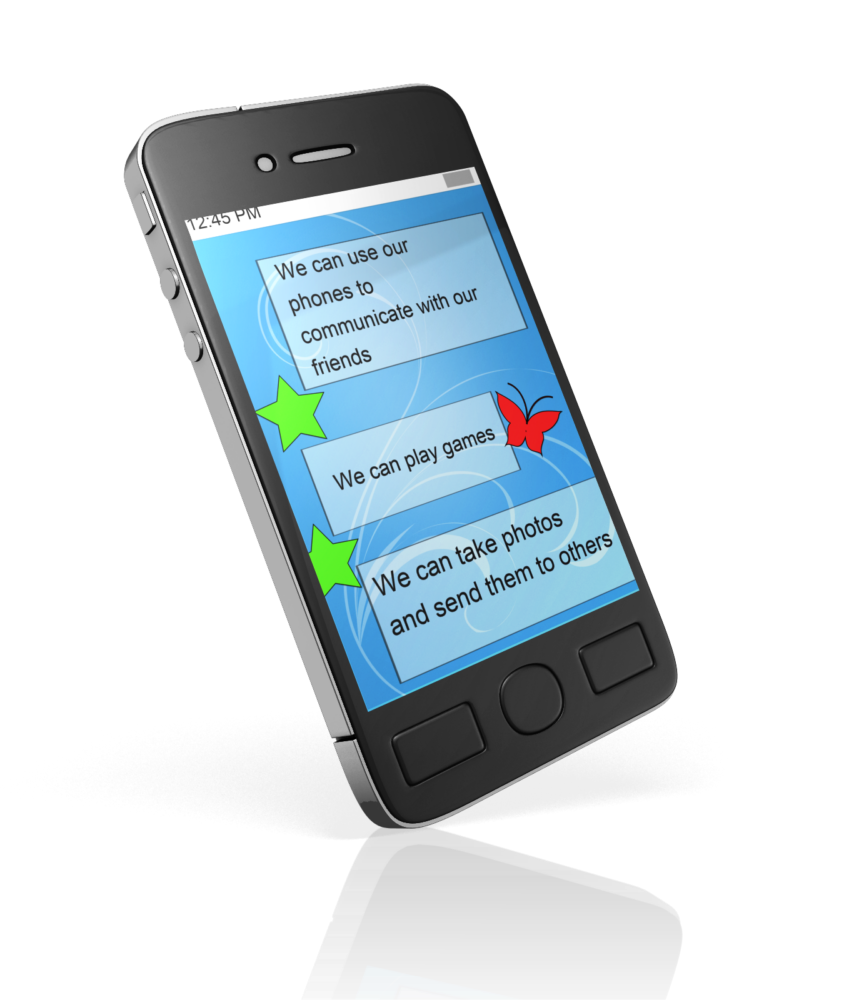 12:45 PM
We can use our
phones to
communicate with our
friends
We can play games
We can take photos
and send them to others